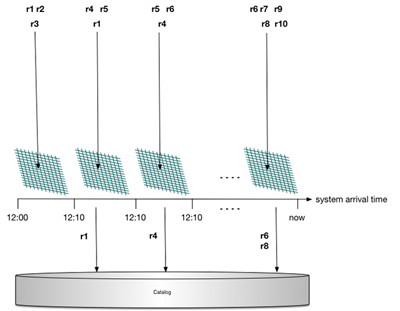 r1 r2 r4 r5 r5 r6 r6 r7 r9
r3 r1 r4 r8 r10
. . . .
system arrival time
12:00 12:10 12:10 12:10 . . . . now
r1 r4 r6
r8
Catalog